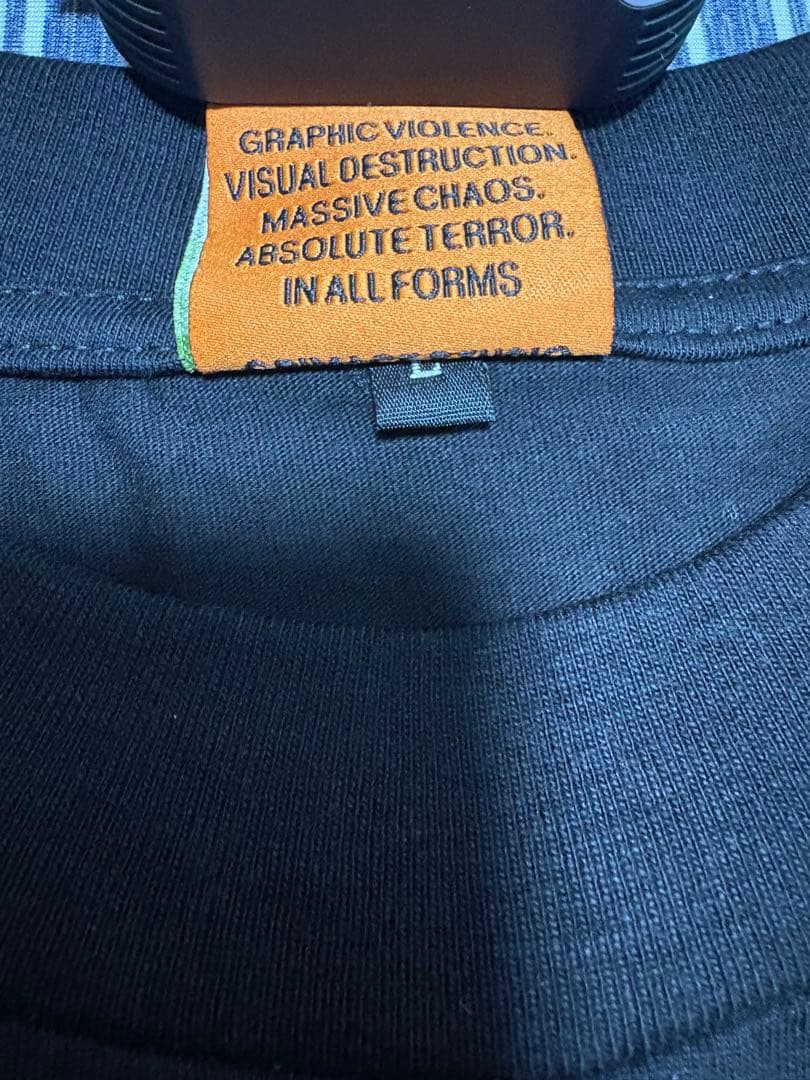 GRAPHIC VIOLENCE.
VISUAL DESTRUCTION.
MASSIVE CHAOS.
ABSOLUTE TERROR.
IN ALL FORMS
L